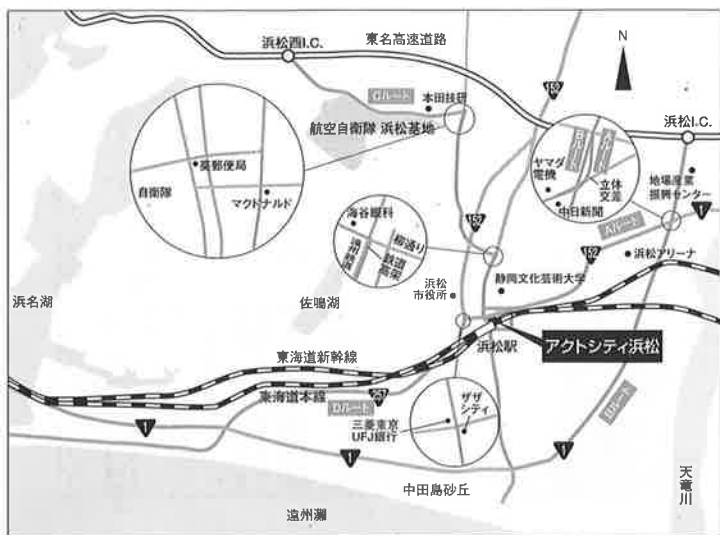 東名高速道路
浜松西I.C.
N
152
Cルート
本田技研
航空自衛隊 浜松基地
浜松I.C.
Bルート
Aルート
ヤマダ
電機
立体
交差
中日新聞
地場産業
振興センター
1
葵郵便局
自衛隊
マクドナルド
海谷眼科
柳通り
遠州鉄道
鉄道
高架
152
Aルート
152
浜松アリーナ
静岡文化芸術大学
浜松
市役所
浜名湖
佐鳴湖
浜松駅
アクトシティ浜松
東海道新幹線
東海道本線
257
Dルート
Bルート
ザザ
シティ
三菱東京
UFJ銀行
1
1
1
中田島砂丘
天竜川
遠州灘